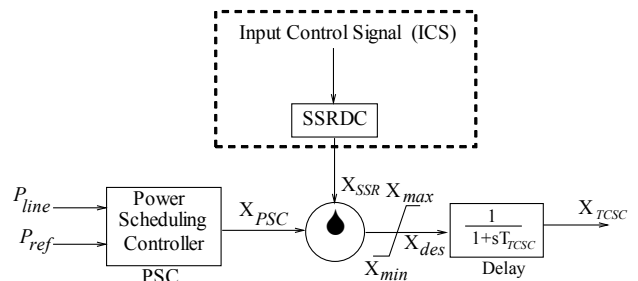 Input Control Signal (ICS)
SSRDC
X_SSR
X_max
P_line
P_ref
Power
Scheduling
Controller
PSC
X_PSC
X_min
X_des
1
1+sT_TCSC
Delay
X_TCSC